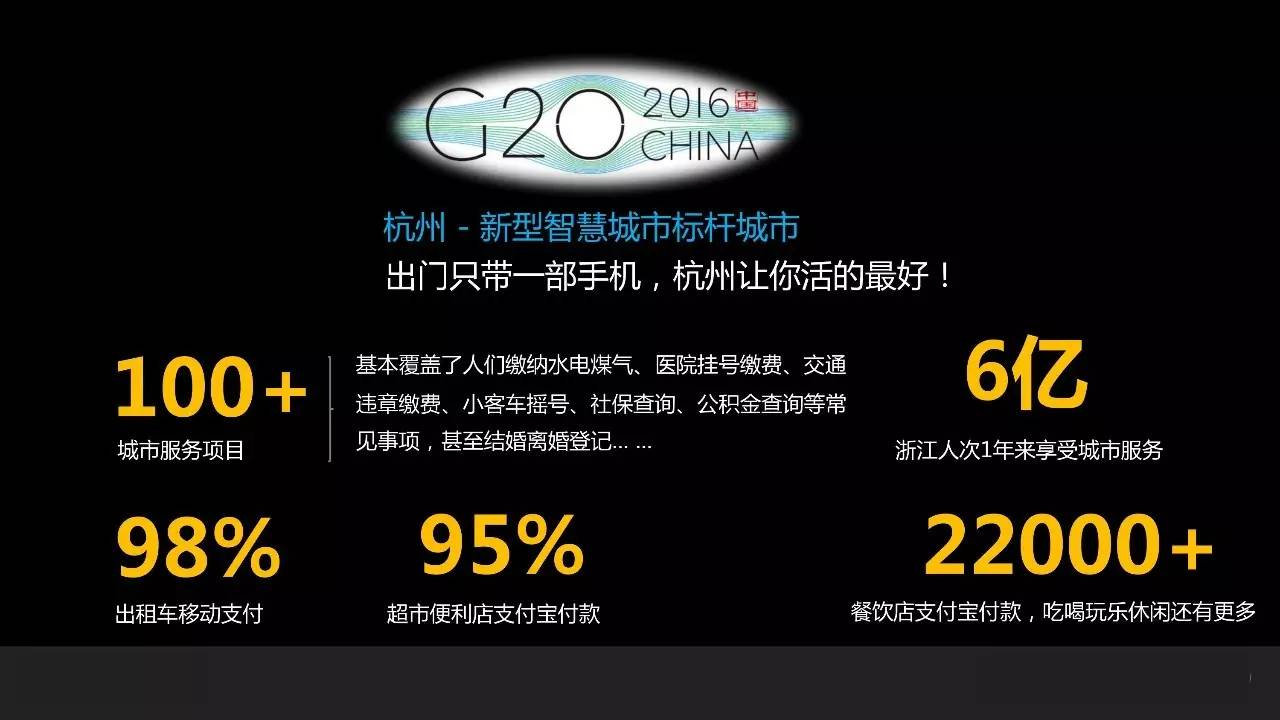 G20 2016 中国
CHINA
杭州 - 新型智慧城市标杆城市
出门只带一部手机，杭州让你活的最好！
100+
城市服务项目
基本覆盖了人们缴纳水电煤气、医院挂号缴费、交通
违章缴费、小客车摇号、社保查询、公积金查询等常
见事项，甚至结婚离婚登记... ...
6亿
浙江人次1年来享受城市服务
98%
出租车移动支付
95%
超市便利店支付宝付款
22000+
餐饮店支付宝付款，吃喝玩乐休闲还有更多